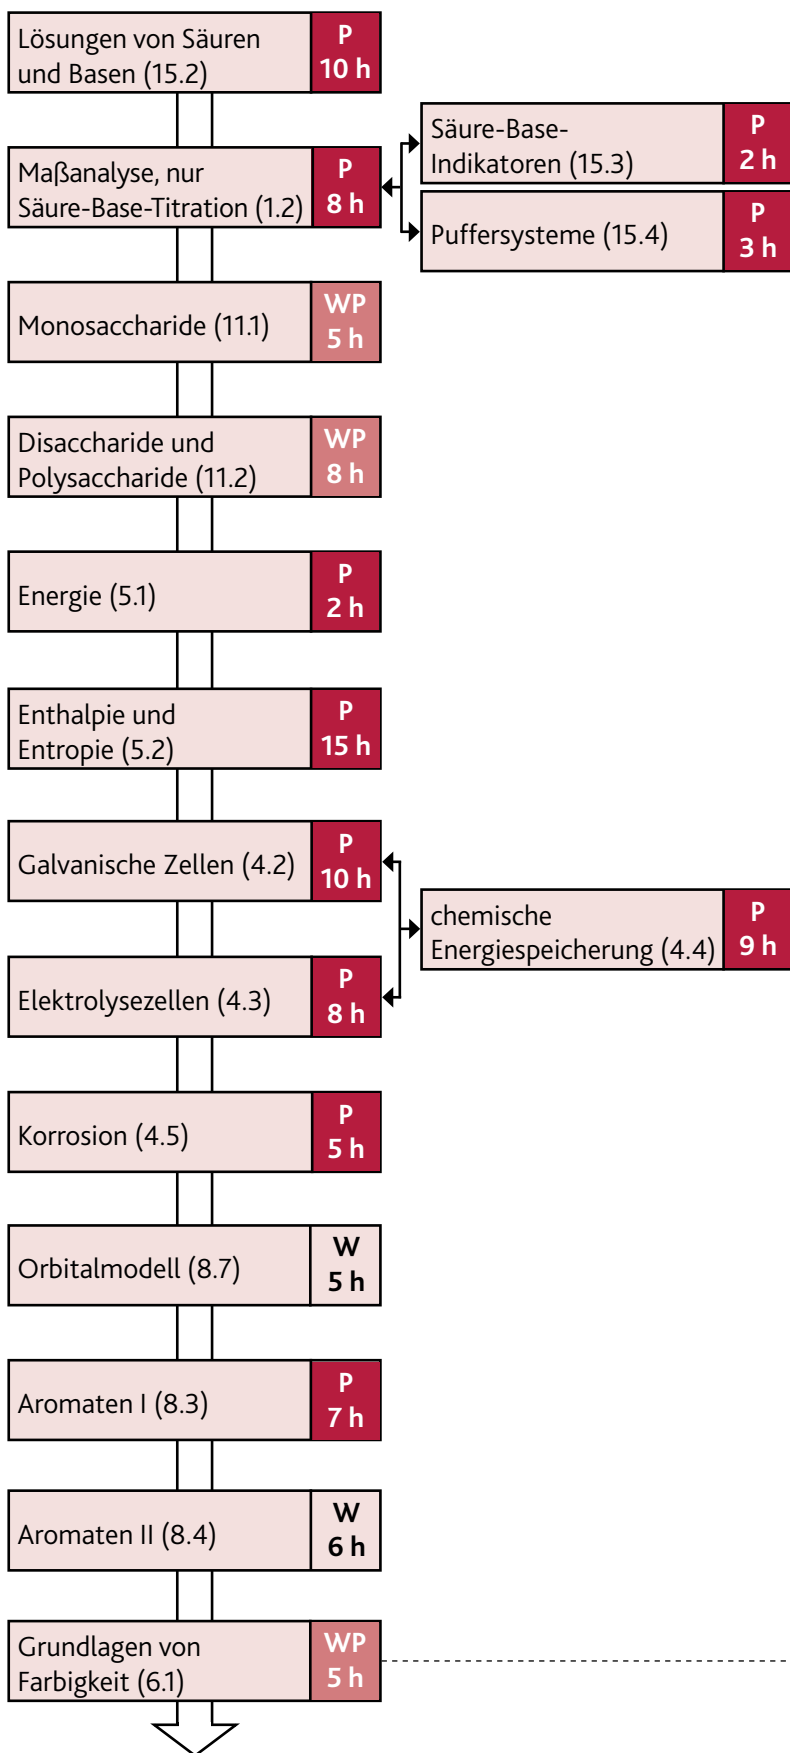 Lösungen von Säuren
und Basen (15.2)
P
10 h
Maßanalyse, nur
Säure-Base-Titration (1.2)
P
8 h
Säure-Base-
Indikatoren (15.3)
P
2 h
Puffersysteme (15.4)
P
3 h
Monosaccharide (11.1)
WP
5 h
Disaccharide und
Polysaccharide (11.2)
WP
8 h
Energie (5.1)
P
2 h
Enthalpie und
Entropie (5.2)
P
15 h
Galvanische Zellen (4.2)
P
10 h
chemische
Energiespeicherung (4.4)
P
9 h
Elektrolysezellen (4.3)
P
8 h
Korrosion (4.5)
P
5 h
Orbitalmodell (8.7)
W
5 h
Aromaten I (8.3)
P
7 h
Aromaten II (8.4)
W
6 h
Grundlagen von
Farbigkeit (6.1)
WP
5 h